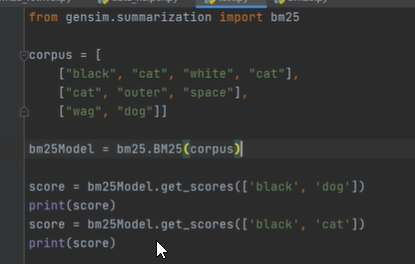 from gensim.summarization import bm25
corpus = [
["black", "cat", "white", "cat"],
["cat", "outer", "space"],
["wag", "dog"]]
bm25Model = bm25.BM25(corpus)
score = bm25Model.get_scores(['black', 'dog'])
print(score)
score = bm25Model.get_scores(['black', 'cat'])
print(score)